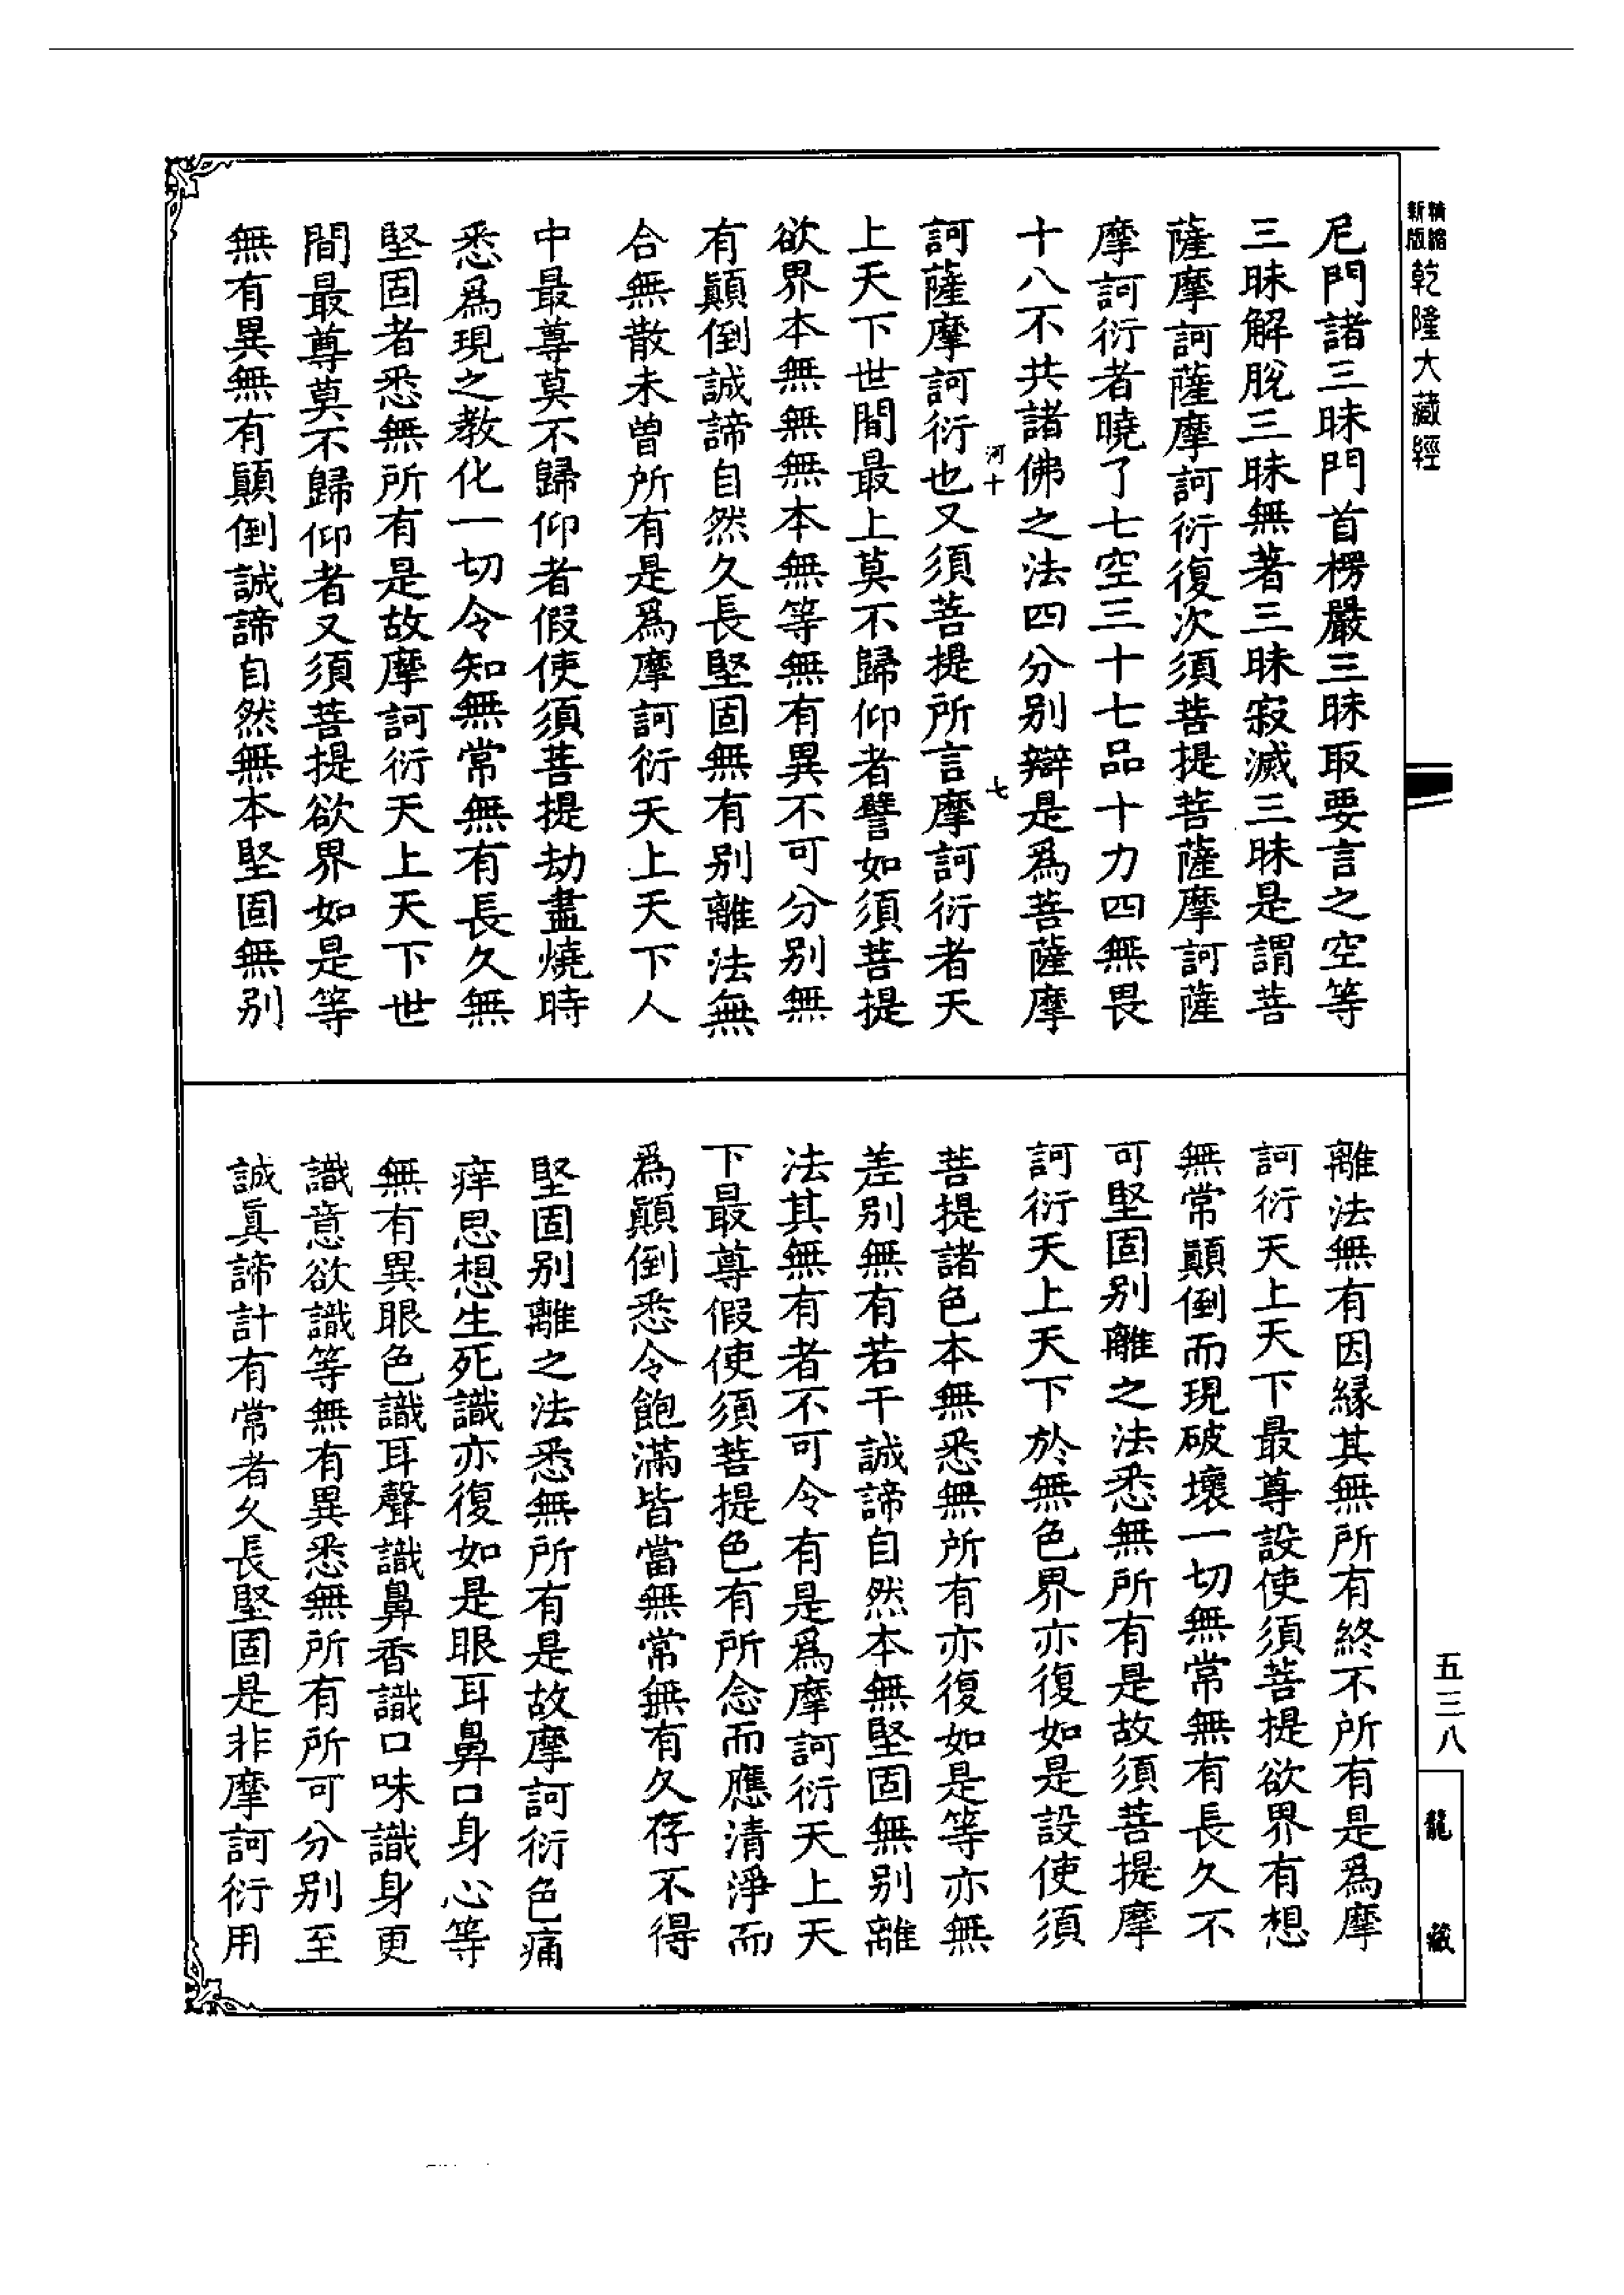 精縮新版乾隆大藏經
尼門諸三昧門首楞嚴三昧取要言之空等
三昧解脫三昧無著三昧寂滅三昧是謂菩
薩摩訶薩摩訶衍復次須菩提菩薩摩訶薩
摩訶衍者曉了七空三十七品十力四無畏
十八不共諸佛之法四分別辯是為菩薩摩
河十 七
訶薩摩訶衍也又須菩提所言摩訶衍者天
上天下世間最上莫不歸仰者譬如須菩提
欲界本無無無本無等無有異不可分別無
有顛倒誠諦自然久長堅固無有別離法無
合無散未曾所有是為摩訶衍天上天下人
中最尊莫不歸仰者假使須菩提劫盡燒時
悉為現之教化一切令知無常無有長久無
堅固者悉無所有是故摩訶衍天上天下世
間最尊莫不歸仰者又須菩提欲界如是等
無有異無有顛倒誠諦自然無本堅固無別
離法無有因緣其無所有終不所有是為摩
訶衍天上天下最尊設使須菩提欲界有想
無常顛倒而現破壞一切無常無有長久不
可堅固別離之法悉無所有是故須菩提摩
訶衍天上天下於無色界亦復如是設使須
菩提諸色本無悉無所有亦復如是等亦無
差別無有若干誠諦自然本無堅固無別離
法其無有者不可令有是為摩訶衍天上天
下最尊假使須菩提色有所念而應清淨而
為顛倒悉令飽滿皆當無常無有久存不得
堅固別離之法悉無所有是故摩訶衍色痛
痒思想生死識亦復如是眼耳鼻口身心等
無有異眼色識耳聲識鼻香識口味識身更
識意欲識等無有異悉無所有所可分別至
誠真諦計有常者久長堅固是非摩訶衍用
五三八
龍藏